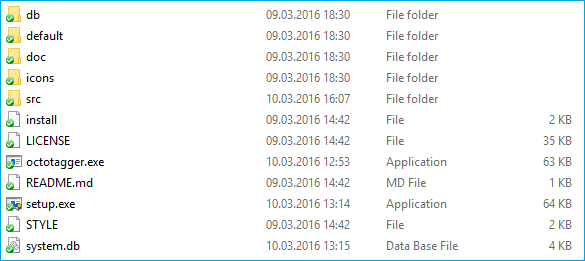 db 09.03.2016 18:30 File folder
default 09.03.2016 18:30 File folder
doc 09.03.2016 18:30 File folder
icons 09.03.2016 18:30 File folder
src 10.03.2016 16:07 File folder
install 09.03.2016 14:42 File 2 KB
LICENSE 09.03.2016 14:42 File 35 KB
octotagger.exe 10.03.2016 12:53 Application 63 KB
README.md 09.03.2016 14:42 MD File 1 KB
setup.exe 10.03.2016 13:14 Application 64 KB
STYLE 09.03.2016 14:42 File 2 KB
system.db 10.03.2016 13:15 Data Base File 4 KB